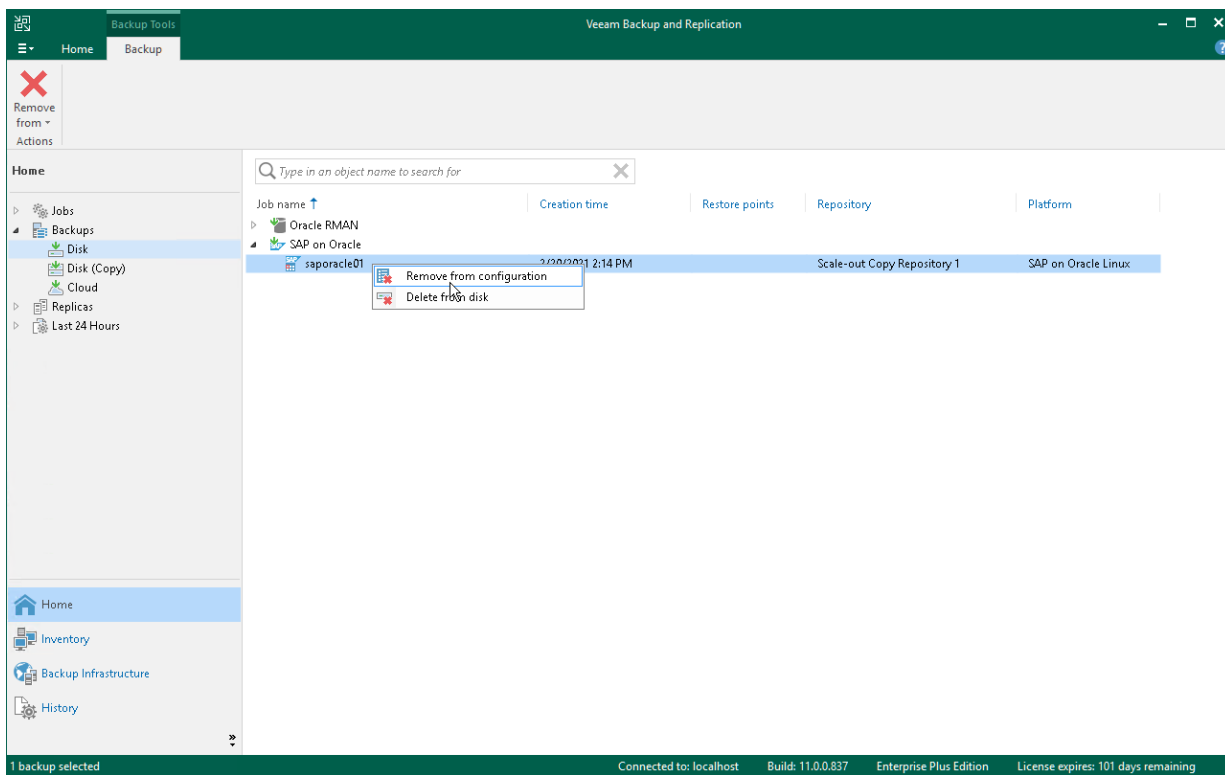 Backup Tools
Veeam Backup and Replication
Home Backup
Remove
from
Actions
Home
Type in an object name to search for
Jobs
Backups
Disk
Disk (Copy)
Cloud
Replicas
Last 24 Hours
Job name Creation time Restore points Repository Platform
Oracle RMAN
SAP on Oracle
saporacle01 2:14 PM Scale-out Copy Repository 1 SAP on Oracle Linux
Remove from configuration
Delete from disk
Home
Inventory
Backup Infrastructure
History
1 backup selected Connected to: localhost Build: 11.0.0.837 Enterprise Plus Edition License expires: 101 days remaining